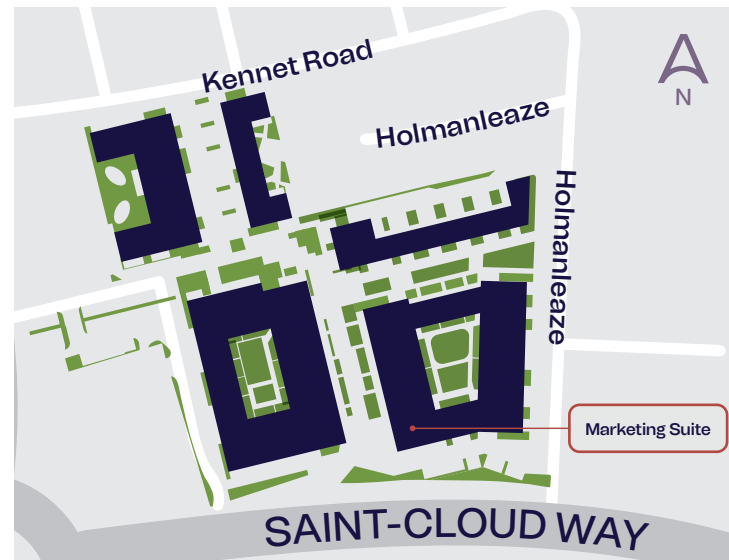 Kennet Road
N
Holmanleaze
Holmanleaze
Marketing Suite
SAINT-CLOUD WAY